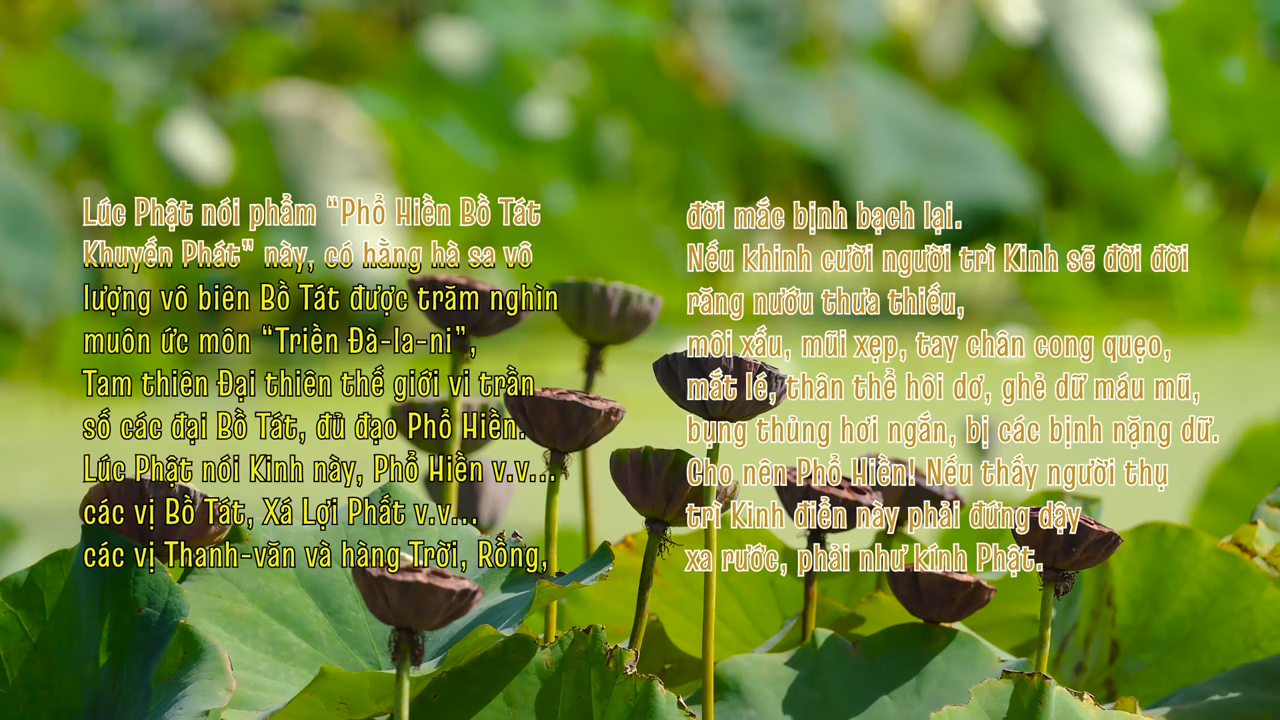 Lúc Phật nói phẩm “Phổ Hiền Bồ Tát
Khuyến Phát” này, có hằng hà sa vô
lượng vô biên Bồ Tát được trăm nghìn
muôn ức môn “Triền Đà-la-ni”,
Tam thiên Đại thiên thế giới vi trần
số các đại Bồ Tát, đủ đạo Phổ Hiền.
Lúc Phật nói Kinh này, Phổ Hiền v.v...
các vị Bồ Tát, Xá Lợi Phất v.v...
các vị Thanh-văn và hàng Trời, Rồng,
đời mắc bịnh bạch lại.
Nếu khinh cười người trì Kinh sẽ đời đời
răng nướu thưa thiếu,
môi xấu, mũi xẹp, tay chân cong quẹo,
mắt lé, thân thể hôi dơ, ghẻ dữ máu mũ,
bụng thủng hơi ngắn, bị các bịnh nặng dữ.
Cho nên Phổ Hiền! Nếu thấy người thụ
trì Kinh điển này phải đứng dậy
xa rước, phải như kính Phật.